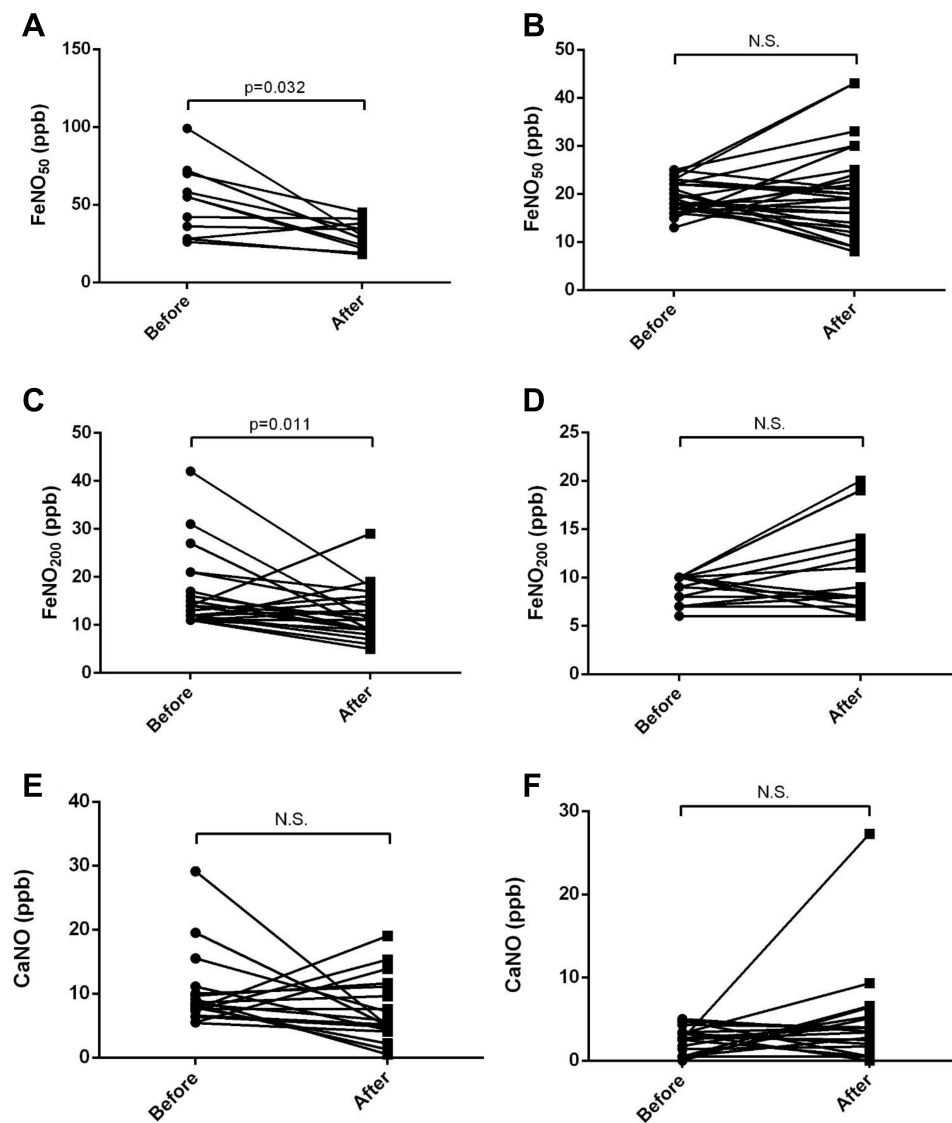 A
FeNO50 (ppb)
150
100
50
0
p=0.032
Before
After
B
FeNO50 (ppb)
50
40
30
20
10
0
N.S.
Before
After
C
FeNO200 (ppb)
50
40
30
20
10
0
p=0.011
Before
After
D
FeNO200 (ppb)
25
20
15
10
5
0
N.S.
Before
After
E
CaNO (ppb)
40
30
20
10
0
N.S.
Before
After
F
CaNO (ppb)
30
20
10
0
N.S.
Before
After